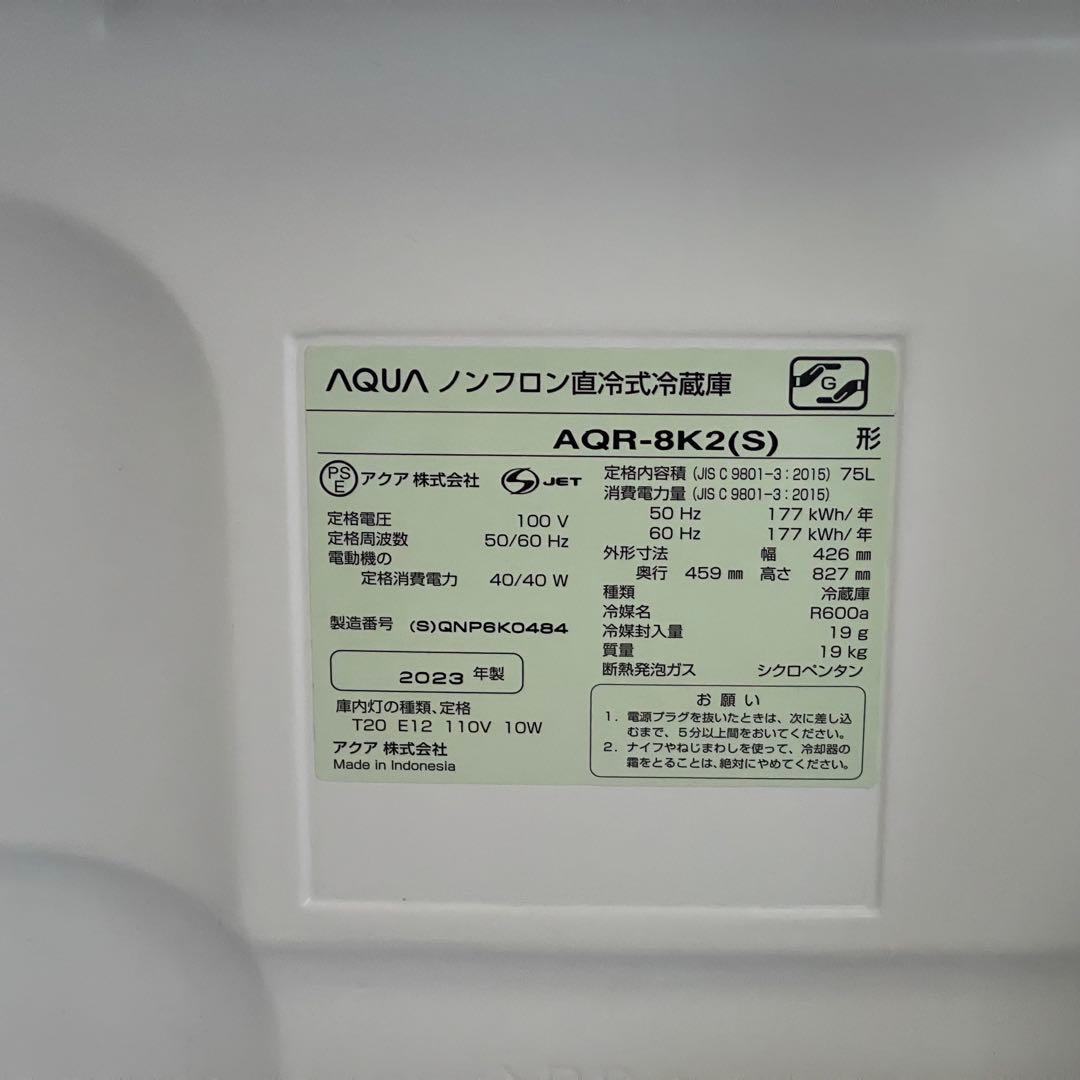 AQUA ノンフロン直冷式冷蔵庫
G
AQR-8K2(S) 形
PS
E
アクア 株式会社
JET
定格電圧 100 V
定格周波数 50/60 Hz
電動機の
定格消費電力 40/40 W
製造番号 (S)QNP6K0484
2023 年製
庫内灯の種類、定格
T20 E12 110V 10W
アクア 株式会社
Made in Indonesia
定格内容積 (JIS C 9801-3:2015) 75L
消費電力量 (JIS C 9801-3:2015)
50 Hz 177 kWh/年
60 Hz 177 kWh/年
外形寸法 幅 426 ㎜
奥行 459 ㎜ 高さ 827 ㎜
種類 冷蔵庫
冷媒名 R600a
冷媒封入量 19 g
質量 19 kg
断熱発泡ガス シクロペンタン
お 願 い
1. 電源プラグを抜いたときは、次に差し込
むまで、5分以上間をおいてください。
2. ナイフやねじまわしを使って、冷却器の
霜をとることは、絶対にやめてください。